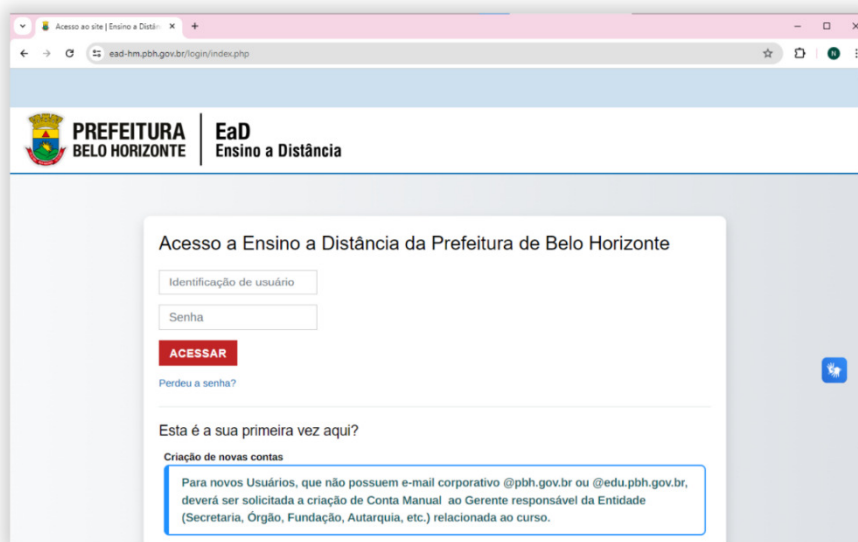 Acesso ao site | Ensino a Distân
ead-hm.pbh.gov.br/login/index.php
N
PREFEITURA
BELO HORIZONTE
EaD
Ensino a Distância
Acesso a Ensino a Distância da Prefeitura de Belo Horizonte
Identificação de usuário
Senha
ACESSAR
Perdeu a senha?
Esta é a sua primeira vez aqui?
Criação de novas contas
Para novos Usuários, que não possuem e-mail corporativo @pbh.gov.br ou @edu.pbh.gov.br,
deverá ser solicitada a criação de Conta Manual ao Gerente responsável da Entidade
(Secretaria, Órgão, Fundação, Autarquia, etc.) relacionada ao curso.